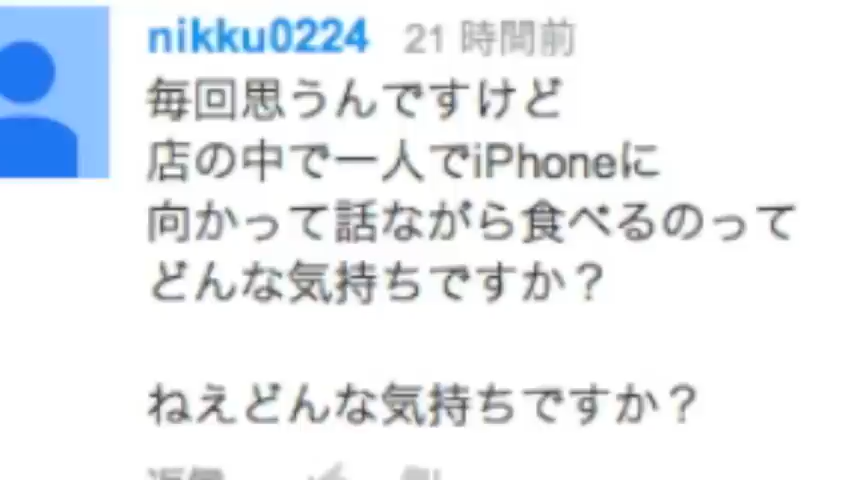 nikku0224 21 時間前
毎回思うんですけど
店の中で一人でiPhoneに
向かって話ながら食べるのって
どんな気持ちですか？
ねえどんな気持ちですか？